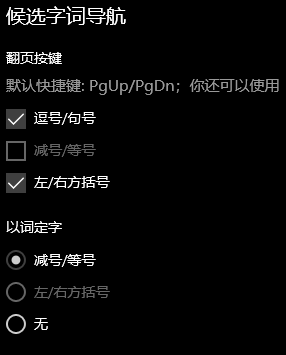 候选字词导航
翻页按键
默认快捷键: PgUp/PgDn；你还可以使用
逗号/句号
减号/等号
左/右方括号
以词定字
减号/等号
左/右方括号
无